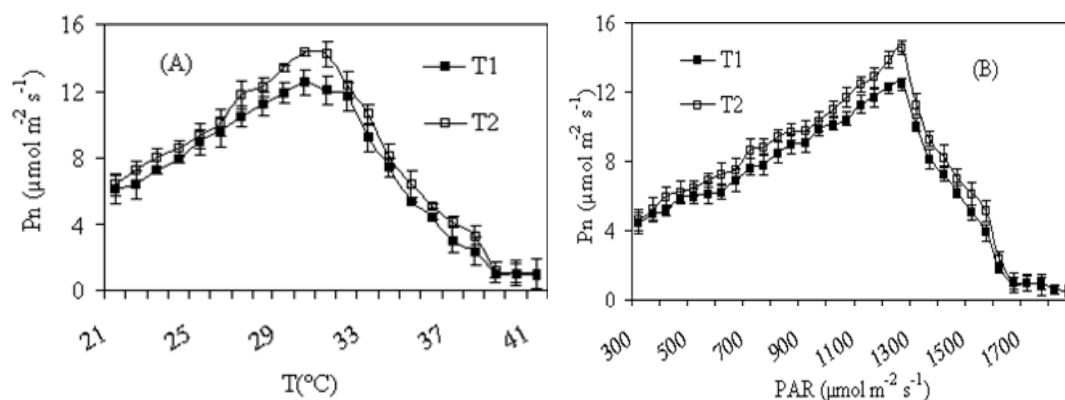 16
12
8
4
0
Pn (µmol m⁻² s⁻¹)
(A)
T1
T2
21
25
29
33
37
41
T(°C)
16
12
8
4
0
Pn (µmol m⁻² s⁻¹)
T1
T2
(B)
300
500
700
900
1100
1300
1500
1700
PAR (µmol m⁻² s⁻¹)